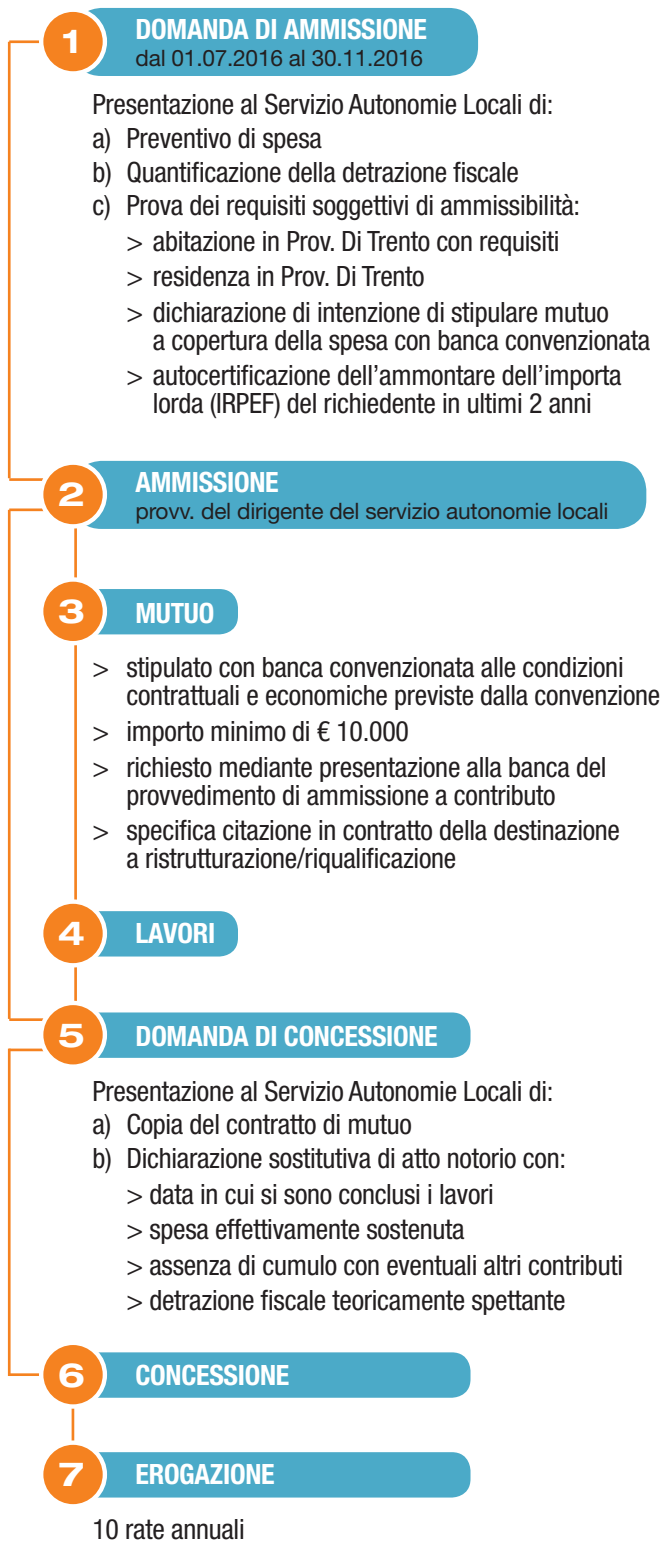 1
DOMANDA DI AMMISSIONE
dal 01.07.2016 al 30.11.2016
Presentazione al Servizio Autonomie Locali di:
a) Preventivo di spesa
b) Quantificazione della detrazione fiscale
c) Prova dei requisiti soggettivi di ammissibilità:
> abitazione in Prov. Di Trento con requisiti
> residenza in Prov. Di Trento
> dichiarazione di intenzione di stipulare mutuo
a copertura della spesa con banca convenzionata
> autocertificazione dell'ammontare dell'importa
lorda (IRPEF) del richiedente in ultimi 2 anni
2
AMMISSIONE
provv. del dirigente del servizio autonomie locali
3
MUTUO
> stipulato con banca convenzionata alle condizioni
contrattuali e economiche previste dalla convenzione
> importo minimo di € 10.000
> richiesto mediante presentazione alla banca del
provvedimento di ammissione a contributo
> specifica citazione in contratto della destinazione
a ristrutturazione/riqualificazione
4
LAVORI
5
DOMANDA DI CONCESSIONE
Presentazione al Servizio Autonomie Locali di:
a) Copia del contratto di mutuo
b) Dichiarazione sostitutiva di atto notorio con:
> data in cui si sono conclusi i lavori
> spesa effettivamente sostenuta
> assenza di cumulo con eventuali altri contributi
> detrazione fiscale teoricamente spettante
6
CONCESSIONE
7
EROGAZIONE
10 rate annuali